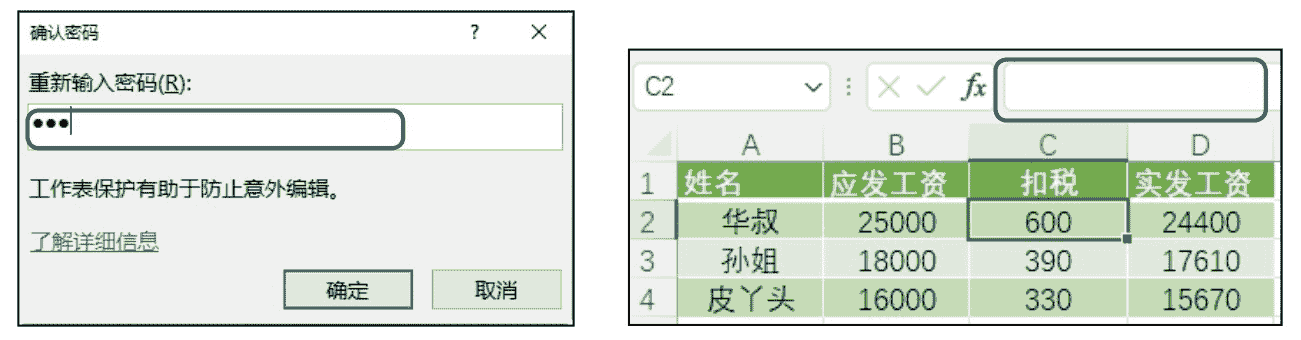 确认密码 ?
重新输入密码(R):
•••
工作表保护有助于防止意外编辑。
了解详细信息
确定 取消
C2 fx
A B C D
1 姓名 应发工资 扣税 实发工资
2 华叔 25000 600 24400
3 孙姐 18000 390 17610
4 皮丫头 16000 330 15670